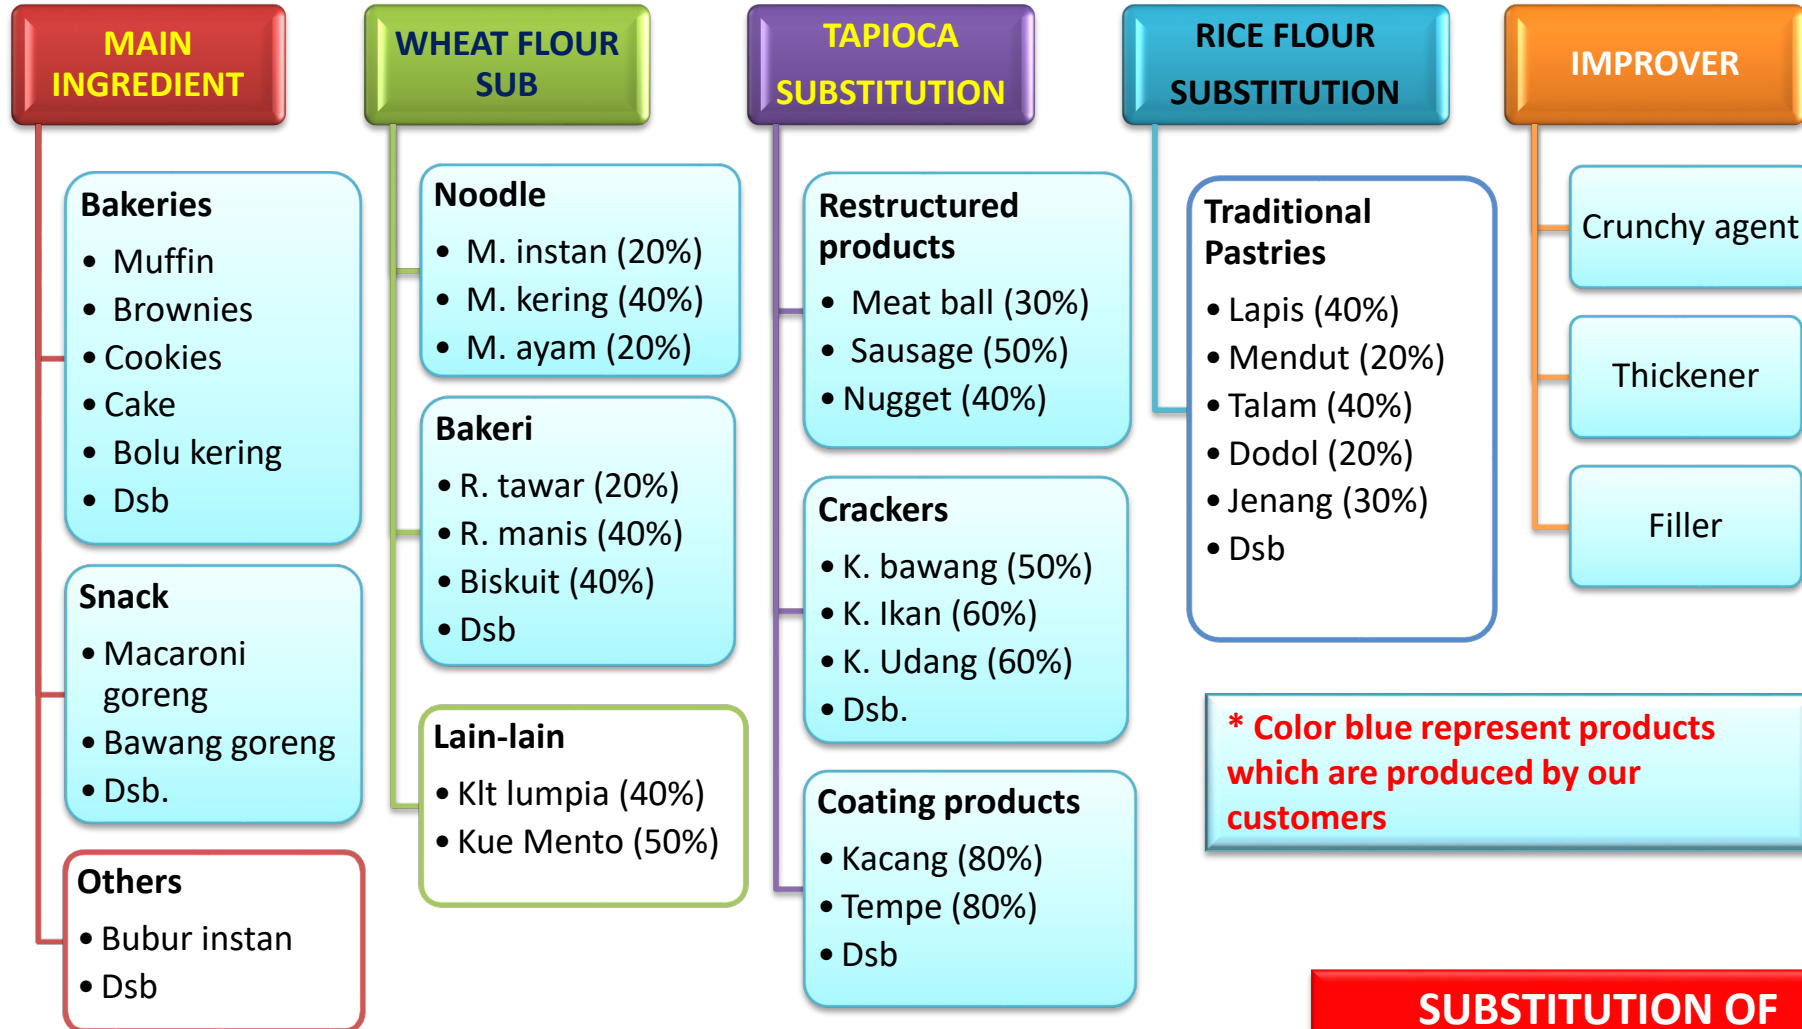 MAIN
INGREDIENT
Bakeries
• Muffin
• Brownies
• Cookies
• Cake
• Bolu kering
• Dsb
Snack
• Macaroni
goreng
• Bawang goreng
• Dsb.
Others
• Bubur instan
• Dsb
WHEAT FLOUR
SUB
Noodle
• M. instan (20%)
• M. kering (40%)
• M. ayam (20%)
Bakeri
• R. tawar (20%)
• R. manis (40%)
• Biskuit (40%)
• Dsb
Lain-lain
• Klt lumpia (40%)
• Kue Mento (50%)
TAPIOCA
SUBSTITUTION
Restructured
products
• Meat ball (30%)
• Sausage (50%)
• Nugget (40%)
Crackers
• K. bawang (50%)
• K. Ikan (60%)
• K. Udang (60%)
• Dsb.
Coating products
• Kacang (80%)
• Tempe (80%)
• Dsb
RICE FLOUR
SUBSTITUTION
Traditional
Pastries
• Lapis (40%)
• Mendut (20%)
• Talam (40%)
• Dodol (20%)
• Jenang (30%)
• Dsb
IMPROVER
Crunchy agent
Thickener
Filler
* Color blue represent products
which are produced by our
customers
SUBSTITUTION OF